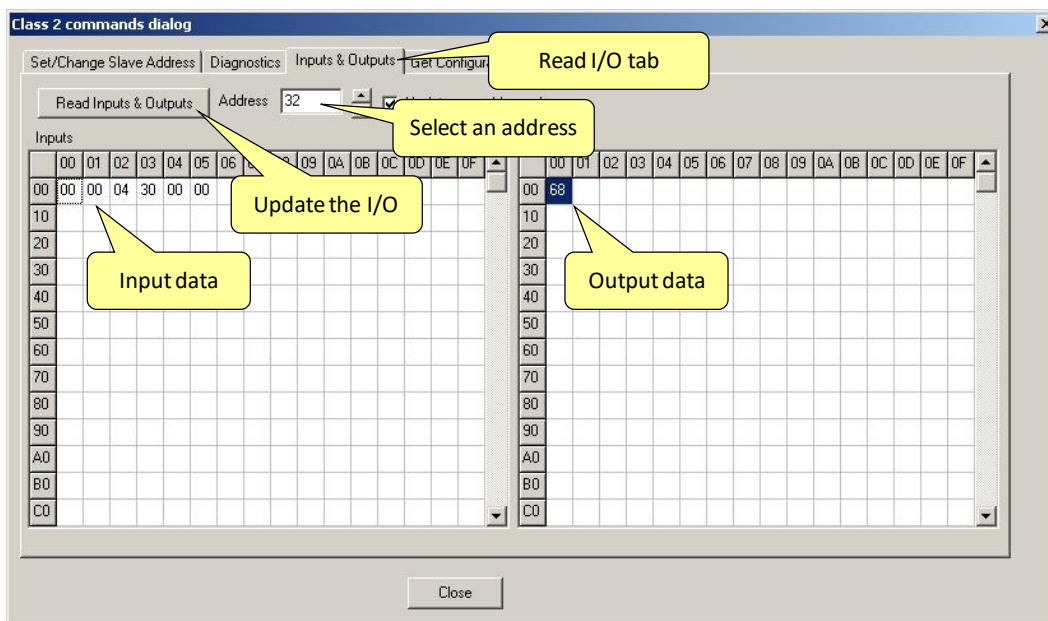 Class 2 commands dialog
Set/Change Slave Address Diagnostics Inputs & Outputs Get Configura
Read I/O tab
Read Inputs & Outputs Address 32
Select an address
Inputs
00 01 02 03 04 05 06 09 0A 0B 0C 0D 0E 0F 00 01 02 03 04 05 06 07 08 09 0A 0B 0C 0D 0E 0F
00 00 00 04 30 00 00 00 68
Update the I/O
10 10
20 20
30 30
Input data Output data
40 40
50 50
60 60
70 70
80 80
90 90
A0 A0
B0 B0
C0 C0
Close